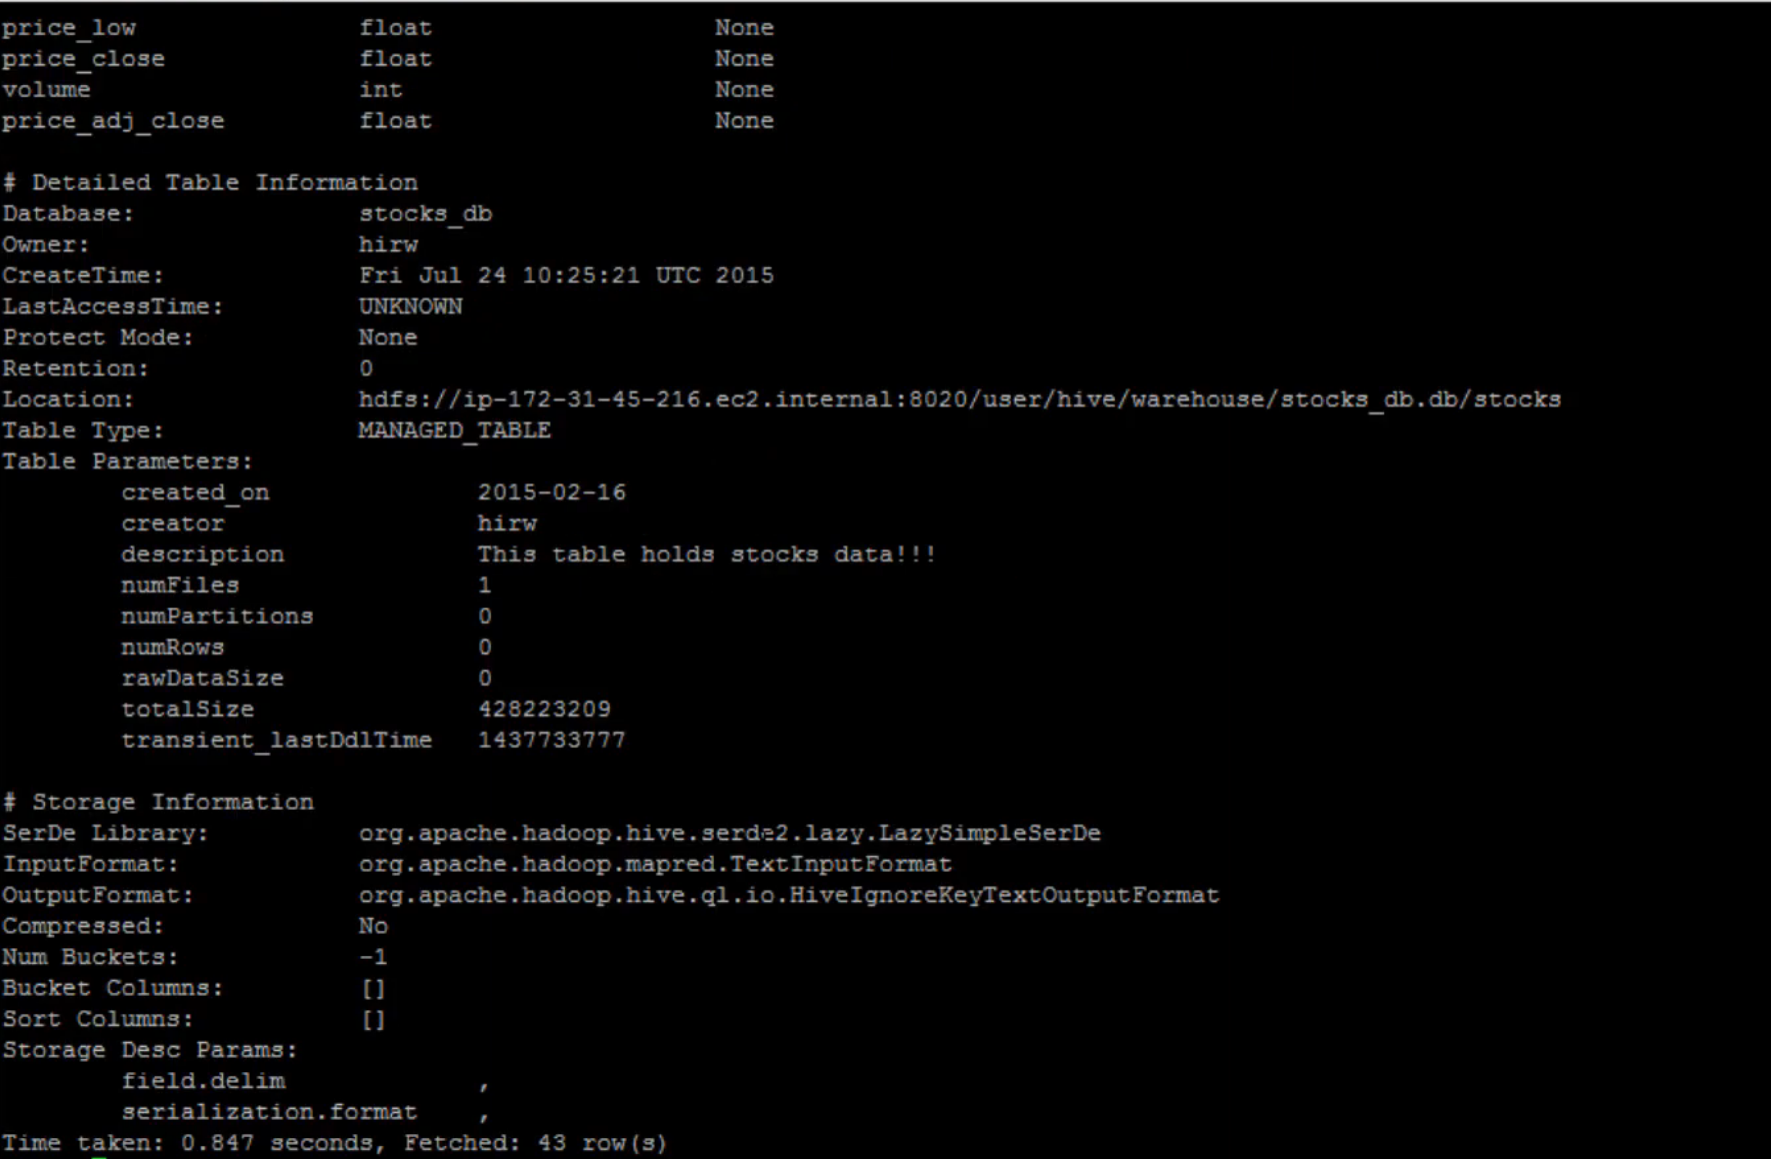 price_low float None
price_close float None
volume int None
price_adj_close float None
# Detailed Table Information
Database: stocks_db
Owner: hirw
CreateTime: Fri Jul 24 10:25:21 UTC 2015
LastAccessTime: UNKNOWN
Protect Mode: None
Retention: 0
Location: hdfs://ip-172-31-45-216.ec2.internal:8020/user/hive/warehouse/stocks_db.db/stocks
Table Type: MANAGED_TABLE
Table Parameters:
created_on 2015-02-16
creator hirw
description This table holds stocks data!!!
numFiles 1
numPartitions 0
numRows 0
rawDataSize 0
totalSize 428223209
transient_lastDdlTime 1437733777
# Storage Information
SerDe Library: org.apache.hadoop.hive.serde2.lazy.LazySimpleSerDe
InputFormat: org.apache.hadoop.mapred.TextInputFormat
OutputFormat: org.apache.hadoop.hive.ql.io.HiveIgnoreKeyTextOutputFormat
Compressed: No
Num Buckets: -1
Bucket Columns: []
Sort Columns: []
Storage Desc Params:
field.delim ,
serialization.format ,
Time taken: 0.847 seconds, Fetched: 43 row(s)